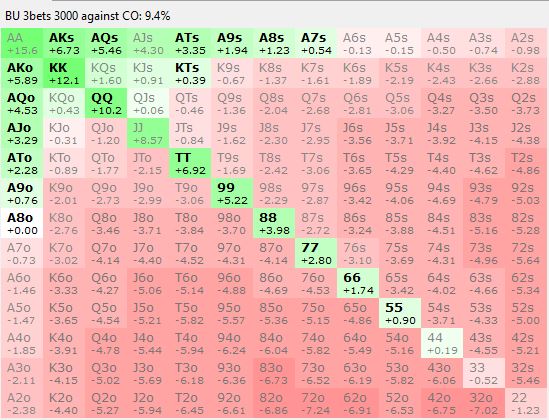 BU 3bets 3000 against CO: 9.4%
AA AKs AQs AJs ATs A9s A8s A7s A6s A5s A4s A3s A2s
+15.6 +6.73 +5.46 +4.30 +3.35 +1.94 +1.23 +0.54 -0.13 -0.15 -0.50 -0.74 -0.98
AKo KK KQs KJs KTs K9s K8s K7s K6s K5s K4s K3s K2s
+5.89 +12.1 +1.60 +0.91 +0.39 -0.67 -1.37 -1.61 -1.89 -2.19 -2.43 -2.66 -2.88
AQo KQo QQ QJs QTs Q9s Q8s Q7s Q6s Q5s Q4s Q3s Q2s
+4.53 +0.43 +10.2 +0.06 -0.46 -1.36 -2.04 -2.68 -2.81 -3.06 -3.27 -3.50 -3.73
AJo KJo QJo JJ JTs J9s J8s J7s J6s J5s J4s J3s J2s
+3.29 -0.31 -1.20 +8.57 -0.84 -1.62 -2.30 -2.95 -3.56 -3.71 -3.92 -4.15 -4.38
ATo KTo QTo JTo TT T9s T8s T7s T6s T5s T4s T3s T2s
+2.28 -0.89 -1.77 -2.15 +6.92 -1.69 -2.42 -3.06 -3.65 -4.29 -4.40 -4.62 -4.86
A9o K9o Q9o J9o T9o 99 98s 97s 96s 95s 94s 93s 92s
+0.76 -2.01 -2.73 -2.99 -3.06 +5.22 -2.29 -2.87 -3.42 -4.06 -4.69 -4.79 -5.03
A8o K8o Q8o J8o T8o 98o 88 87s 86s 85s 84s 83s 82s
+0.00 -2.76 -3.46 -3.71 -3.84 -3.70 +3.98 -2.72 -3.24 -3.88 -4.51 -5.16 -5.28
A7o K7o Q7o J7o T7o 97o 87o 77 76s 75s 74s 73s 72s
-0.73 -3.02 -4.14 -4.40 -4.52 -4.31 -4.14 +2.80 -3.10 -3.69 -4.31 -4.96 -5.64
A6o K6o Q6o J6o T6o 96o 86o 76o 66 65s 64s 63s 62s
-1.46 -3.33 -4.27 -5.06 -5.14 -4.88 -4.69 -4.53 +1.74 -3.42 -4.02 -4.66 -5.34
A5o K5o Q5o J5o T5o 95o 85o 75o 65o 55 54s 53s 52s
-1.47 -3.65 -4.54 -5.21 -5.82 -5.57 -5.36 -5.15 -4.86 +0.90 -3.71 -4.33 -5.00
A4o K4o Q4o J4o T4o 94o 84o 74o 64o 54o 44 43s 42s
-1.85 -3.91 -4.78 -5.44 -5.94 -6.24 -6.04 -5.82 -5.49 -5.16 +0.19 -4.55 -5.21
A3o K3o Q3o J3o T3o 93o 83o 73o 63o 53o 43o 33 32s
-2.11 -4.15 -5.02 -5.69 -6.18 -6.36 -6.73 -6.52 -6.19 -5.82 -6.06 -0.52 -5.46
A2o K2o Q2o J2o T2o 92o 82o 72o 62o 52o 42o 32o 22
-2.38 -4.40 -5.27 -5.94 -6.45 -6.61 -6.86 -7.24 -6.91 -6.53 -6.75 -7.02 -1.23